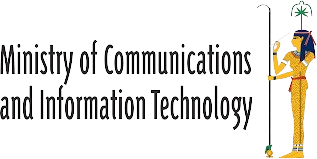 Ministry of Communications
and Information Technology